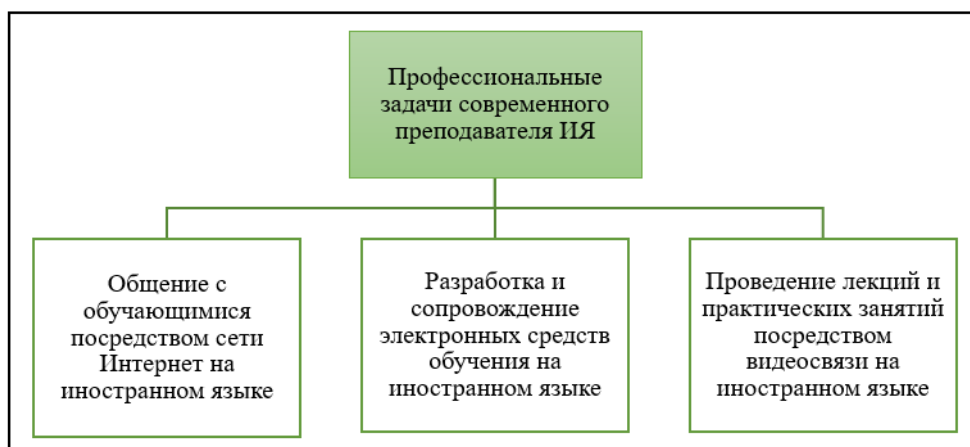 Профессиональные
задачи современного
преподавателя ИЯ
Общение с
обучающимися
посредством сети
Интернет на
иностранном языке
Разработка и
сопровождение
электронных средств
обучения на
иностранном языке
Проведение лекций и
практических занятий
посредством
видеосвязи на
иностранном языке